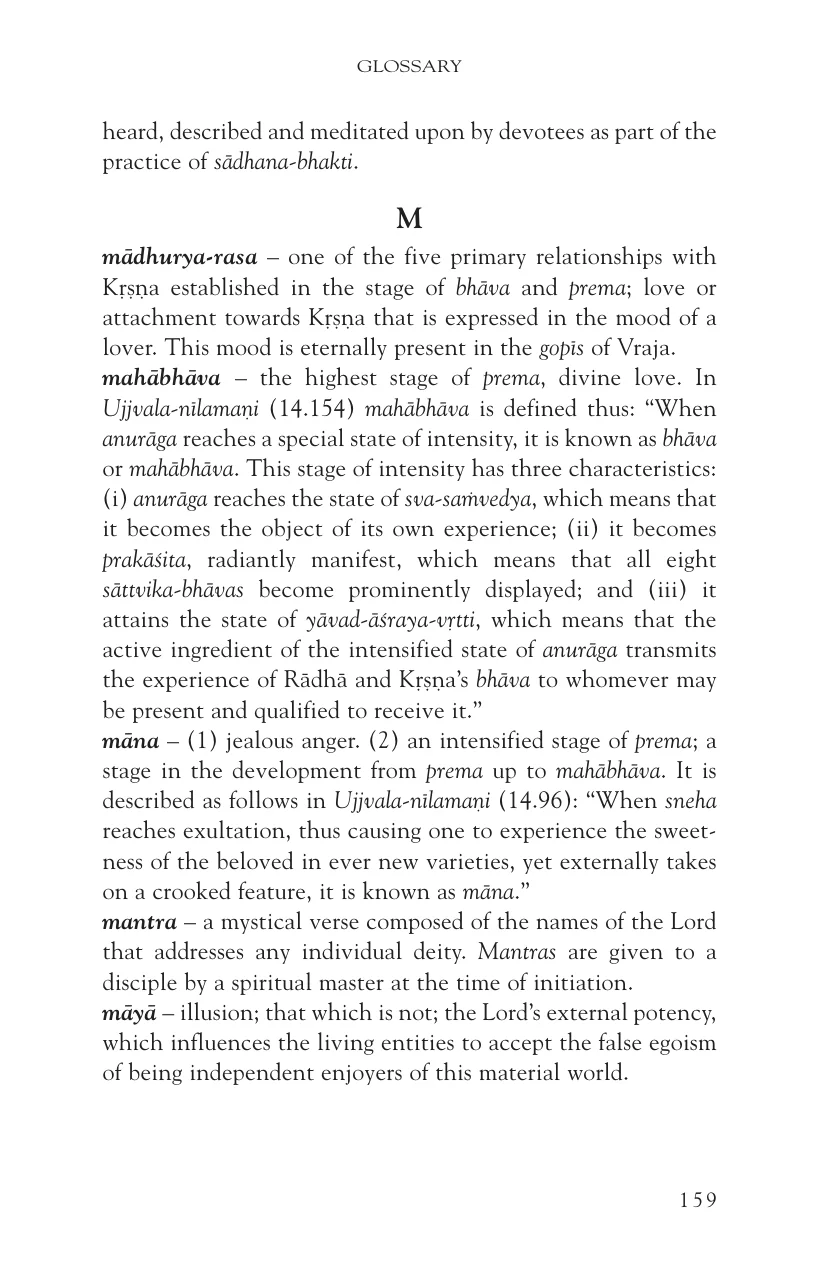 GLOSSARY
heard, described and meditated upon by devotees as part of the
practice of sādhana-bhakti.
M
mādhurya-rasa – one of the five primary relationships with
Kṛṣṇa established in the stage of bhāva and prema; love or
attachment towards Kṛṣṇa that is expressed in the mood of a
lover. This mood is eternally present in the gopīs of Vraja.
mahābhāva – the highest stage of prema, divine love. In
Ujjvala-nīlamaṇi (14.154) mahābhāva is defined thus: “When
anurāga reaches a special state of intensity, it is known as bhāva
or mahābhāva. This stage of intensity has three characteristics:
(i) anurāga reaches the state of sva-saṁvedya, which means that
it becomes the object of its own experience; (ii) it becomes
prakāśita, radiantly manifest, which means that all eight
sāttvika-bhāvas become prominently displayed; and (iii) it
attains the state of yāvad-āśraya-vṛtti, which means that the
active ingredient of the intensified state of anurāga transmits
the experience of Rādhā and Kṛṣṇa’s bhāva to whomever may
be present and qualified to receive it.”
māna – (1) jealous anger. (2) an intensified stage of prema; a
stage in the development from prema up to mahābhāva. It is
described as follows in Ujjvala-nīlamaṇi (14.96): “When sneha
reaches exultation, thus causing one to experience the sweet-
ness of the beloved in ever new varieties, yet externally takes
on a crooked feature, it is known as māna.”
mantra – a mystical verse composed of the names of the Lord
that addresses any individual deity. Mantras are given to a
disciple by a spiritual master at the time of initiation.
māyā – illusion; that which is not; the Lord’s external potency,
which influences the living entities to accept the false egoism
of being independent enjoyers of this material world.
159